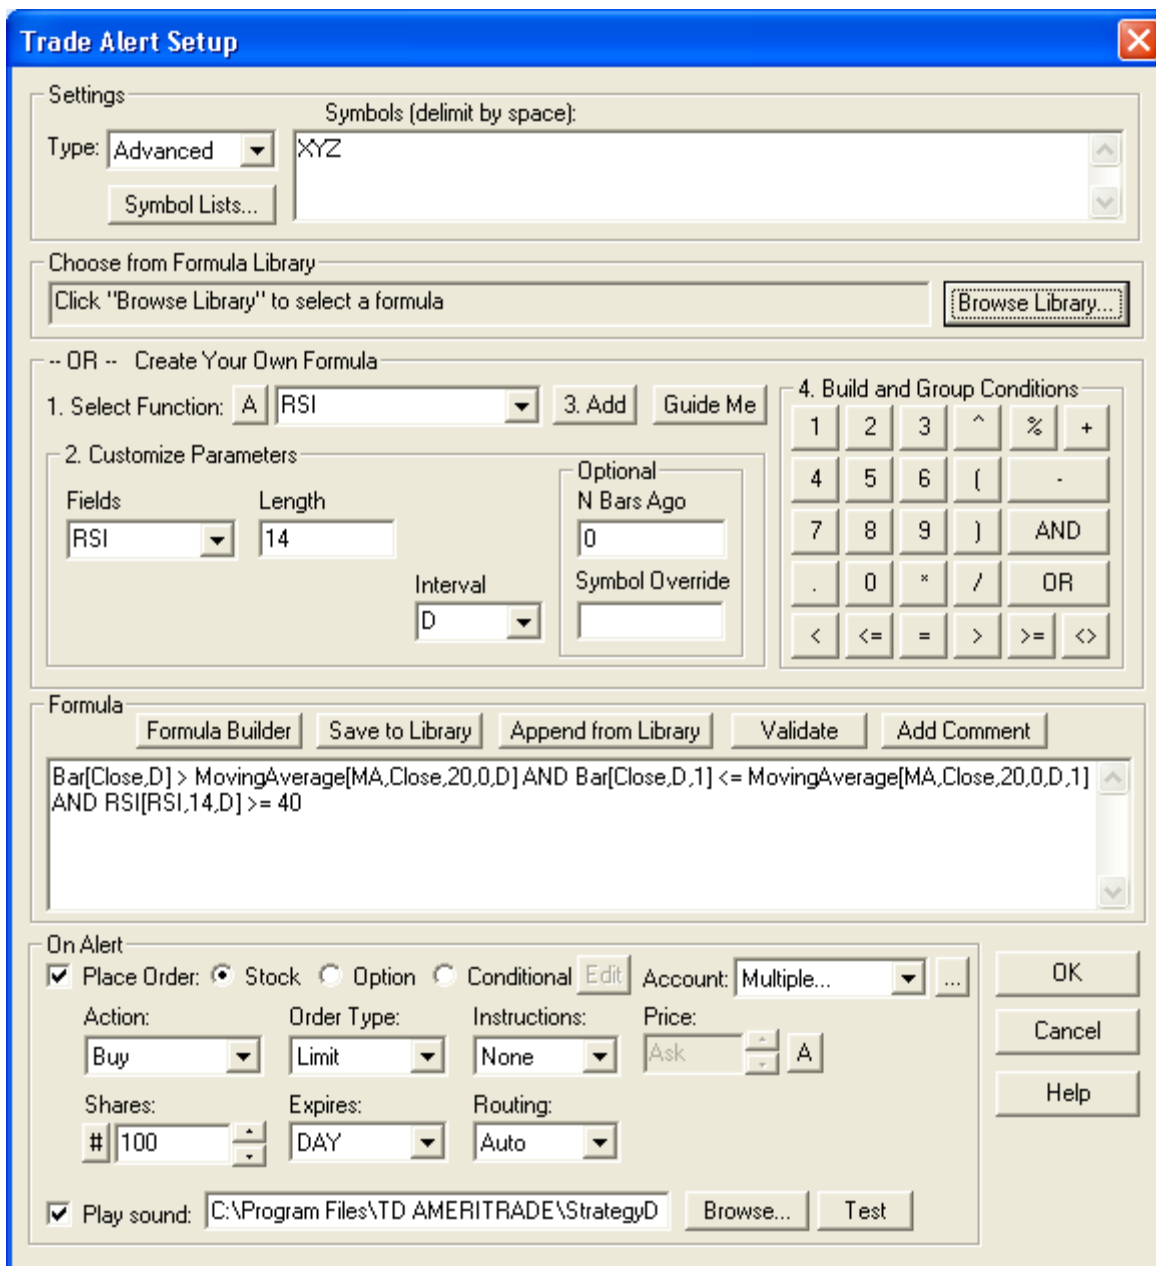 Trade Alert Setup
Settings
Symbols (delimit by space):
Type: Advanced
XYZ
Symbol Lists...
Choose from Formula Library
Click "Browse Library" to select a formula
Browse Library...
-- OR -- Create Your Own Formula
1. Select Function: A RSI 3. Add Guide Me
4. Build and Group Conditions
1 2 3 ^ % +
2. Customize Parameters
Optional
4 5 6 ( -
Fields Length N Bars Ago
RSI 14 0
7 8 9 ) AND
Interval Symbol Override
. 0 * / OR
D
< <= = > >= <>
Formula
Formula Builder Save to Library Append from Library Validate Add Comment
Bar[Close,D] > MovingAverage[MA,Close,20,0,D] AND Bar[Close,D,1] <= MovingAverage[MA,Close,20,0,D,1]
AND RSI[RSI,14,D] >= 40
On Alert
Place Order: Stock Option Conditional Edit Account: Multiple... ...
OK
Action: Order Type: Instructions: Price:
Cancel
Buy Limit None Ask A
Help
Shares: Expires: Routing:
# 100 DAY Auto
Play sound: C:\Program Files\TD AMERITRADE\StrategyD Browse... Test